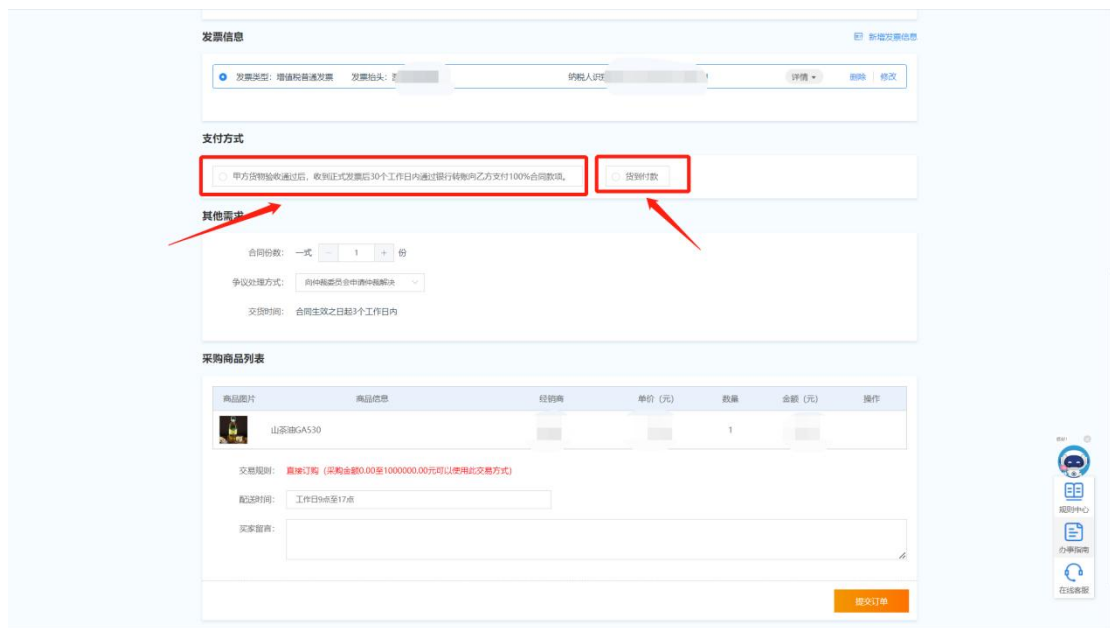 发票信息
新增发票信息
发票类型：增值税普通发票 发票抬头： 纳税人识别 详情 删除 修改
支付方式
甲方货物验收通过后，收到正式发票后30个工作日内通过银行转账向乙方支付100%合同款项。 货到付款
其他需求
合同份数： 一式 - 1 + 份
争议处理方式： 向仲裁委员会申请仲裁解决
交货时间： 合同生效之日起3个工作日内
采购商品列表
商品图片 商品信息 经销商 单价（元） 数量 金额（元） 操作
山茶油GA530 1
交易规则： 直接订购（采购金额0.00至1000000.00元可以使用此交易方式）
配送时间： 工作日9点至17点
买家留言：
提交订单
规则中心
办事指南
在线客服